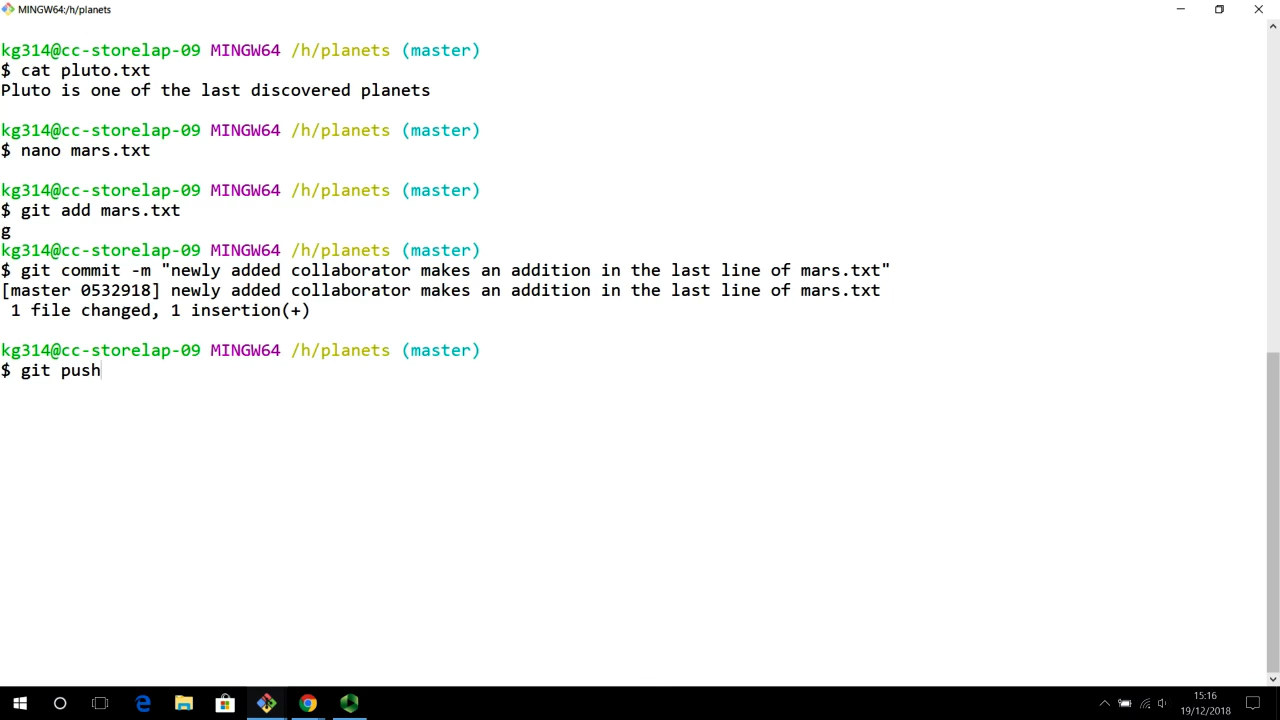 MINGW64:/h/planets
kg314@cc-storelap-09 MINGW64 /h/planets (master)
$ cat pluto.txt
Pluto is one of the last discovered planets
kg314@cc-storelap-09 MINGW64 /h/planets (master)
$ nano mars.txt
kg314@cc-storelap-09 MINGW64 /h/planets (master)
$ git add mars.txt
g
kg314@cc-storelap-09 MINGW64 /h/planets (master)
$ git commit -m "newly added collaborator makes an addition in the last line of mars.txt"
[master 0532918] newly added collaborator makes an addition in the last line of mars.txt
 1 file changed, 1 insertion(+)
kg314@cc-storelap-09 MINGW64 /h/planets (master)
$ git push
15:16
19/12/2018